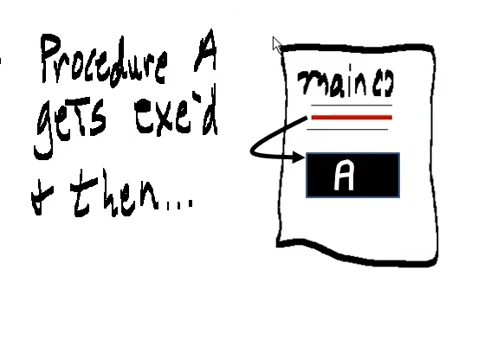 Procedure A
gets exe'd
& then...
main()
A